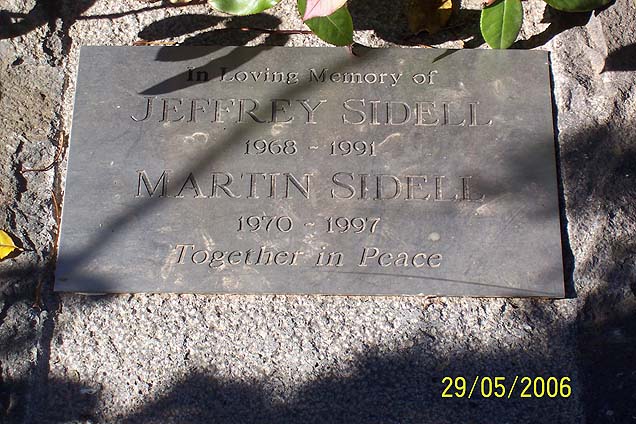 In Loving Memory of
JEFFREY SIDELL
1968 ~ 1991
MARTIN SIDELL
1970 ~ 1997
Together in Peace
29/05/2006